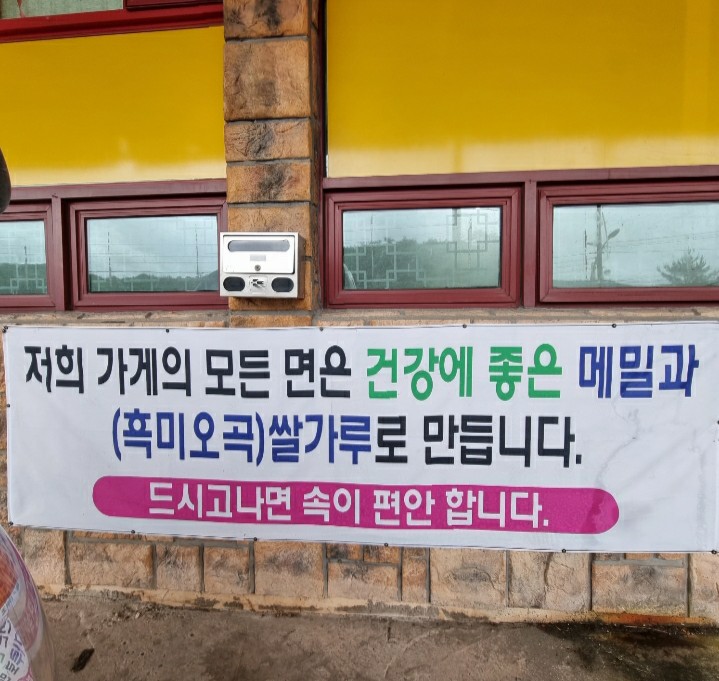 저희 가게의 모든 면은 건강에 좋은 메밀과
(흑미오곡)쌀가루로 만듭니다.
드시고나면 속이 편안 합니다.